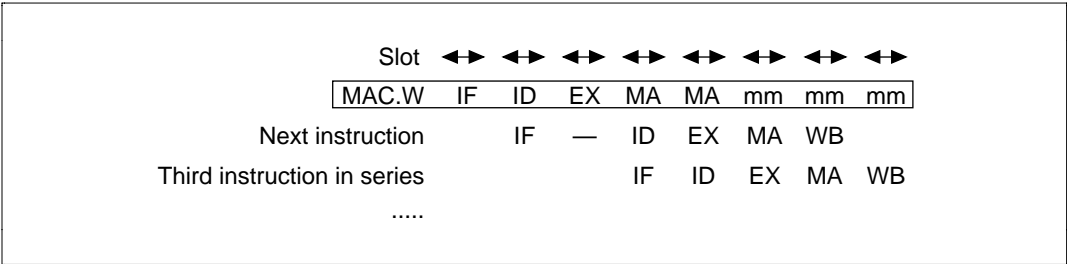 Slot
MAC.W IF ID EX MA MA mm mm mm
Next instruction IF — ID EX MA WB
Third instruction in series IF ID EX MA WB
.....